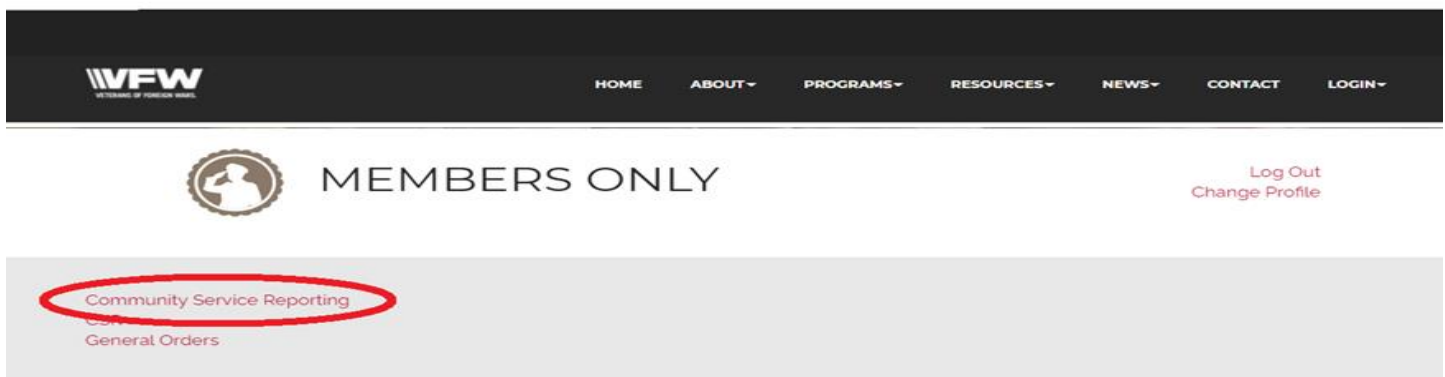 VFW
VETERANS OF FOREIGN WARS.
HOME ABOUT PROGRAMS RESOURCES NEWS CONTACT LOGIN
MEMBERS ONLY
Log Out
Change Profile
Community Service Reporting
General Orders